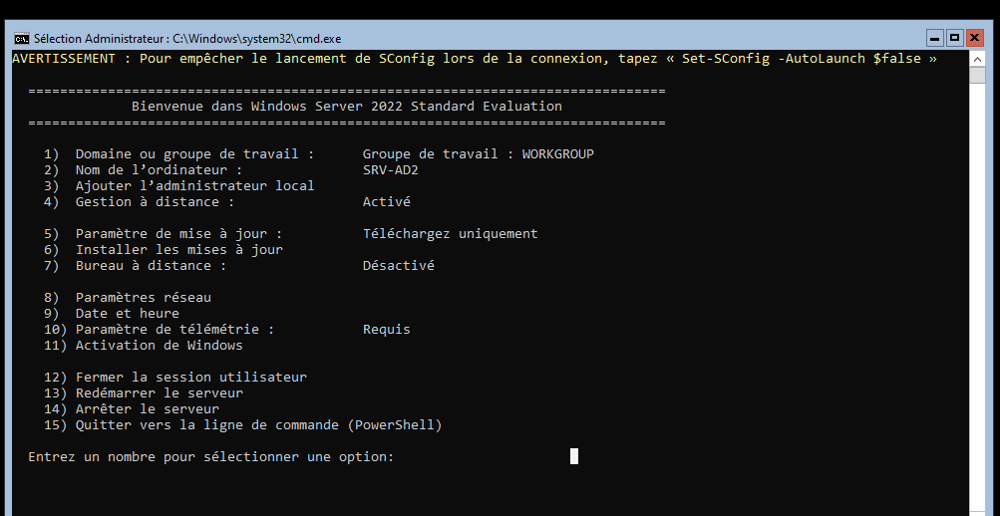 Sélection Administrateur : C:\Windows\system32\cmd.exe
AVERTISSEMENT : Pour empêcher le lancement de SConfig lors de la connexion, tapez « Set-SConfig -AutoLaunch $false »
================================================================================
Bienvenue dans Windows Server 2022 Standard Evaluation
================================================================================
1) Domaine ou groupe de travail : Groupe de travail : WORKGROUP
2) Nom de l’ordinateur : SRV-AD2
3) Ajouter l’administrateur local
4) Gestion à distance : Activé
5) Paramètre de mise à jour : Téléchargez uniquement
6) Installer les mises à jour
7) Bureau à distance : Désactivé
8) Paramètres réseau
9) Date et heure
10) Paramètre de télémétrie : Requis
11) Activation de Windows
12) Fermer la session utilisateur
13) Redémarrer le serveur
14) Arrêter le serveur
15) Quitter vers la ligne de commande (PowerShell)
Entrez un nombre pour sélectionner une option: